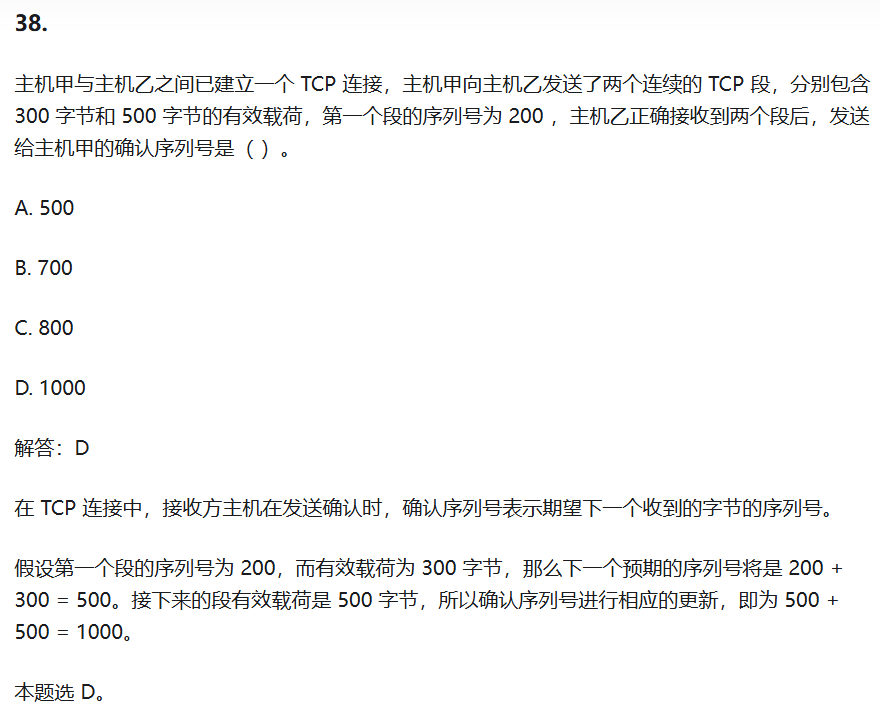 38.
主机甲与主机乙之间已建立一个 TCP 连接，主机甲向主机乙发送了两个连续的 TCP 段，分别包含
300 字节和 500 字节的有效载荷，第一个段的序列号为 200 ，主机乙正确接收到两个段后，发送
给主机甲的确认序列号是（ ）。
A. 500
B. 700
C. 800
D. 1000
解答：D
在 TCP 连接中，接收方主机在发送确认时，确认序列号表示期望下一个收到的字节的序列号。
假设第一个段的序列号为 200，而有效载荷为 300 字节，那么下一个预期的序列号将是 200 +
300 = 500。接下来的段有效载荷是 500 字节，所以确认序列号进行相应的更新，即为 500 +
500 = 1000。
本题选 D。